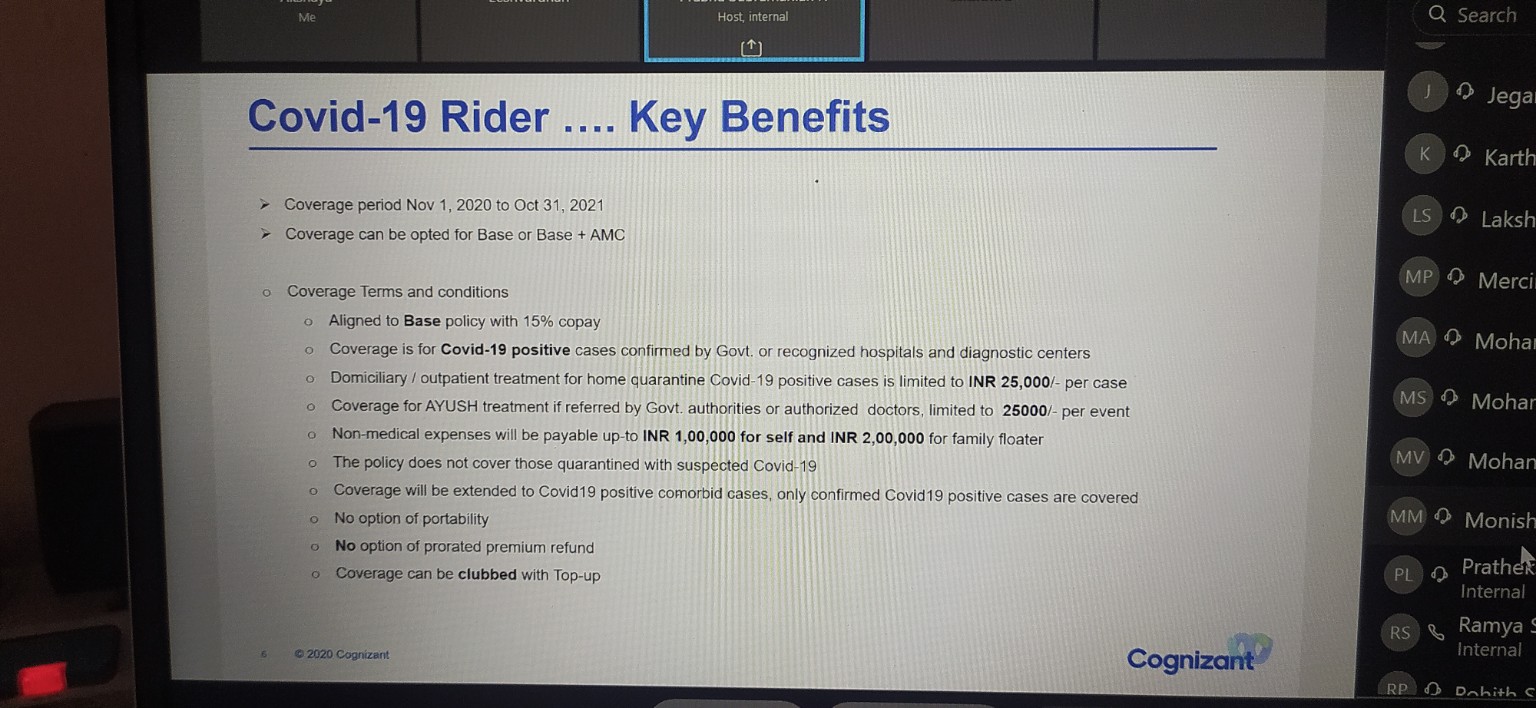 Me
Host, internal
Search
Covid-19 Rider .... Key Benefits
➢ Coverage period Nov 1, 2020 to Oct 31, 2021
➢ Coverage can be opted for Base or Base + AMC
o Coverage Terms and conditions
o Aligned to Base policy with 15% copay
o Coverage is for Covid-19 positive cases confirmed by Govt. or recognized hospitals and diagnostic centers
o Domiciliary / outpatient treatment for home quarantine Covid-19 positive cases is limited to INR 25,000/- per case
o Coverage for AYUSH treatment if referred by Govt. authorities or authorized doctors, limited to 25000/- per event
o Non-medical expenses will be payable up-to INR 1,00,000 for self and INR 2,00,000 for family floater
o The policy does not cover those quarantined with suspected Covid-19
o Coverage will be extended to Covid19 positive comorbid cases, only confirmed Covid19 positive cases are covered
o No option of portability
o No option of prorated premium refund
o Coverage can be clubbed with Top-up
6 © 2020 Cognizant
Cognizant
J Jega
K Karth
LS Laksh
MP Merci
MA Moha
MS Mohar
MV Mohan
MM Monish
PL Prathek
Internal
RS Ramya S
Internal
RP Rohith S